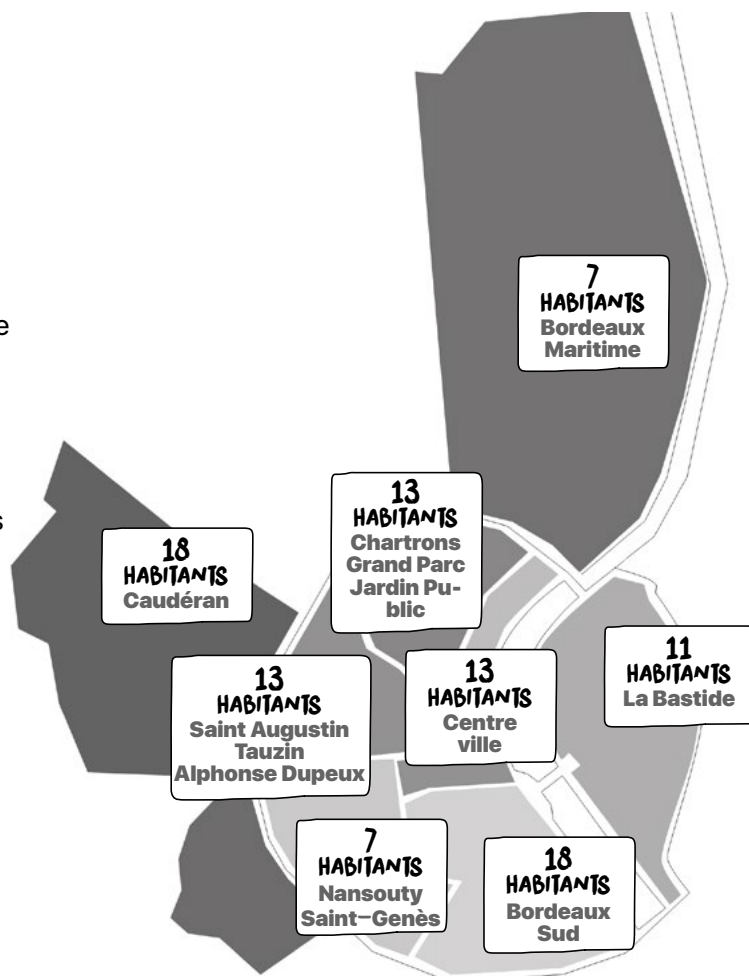 7
HABITANTS
Bordeaux
Maritime
e
s
13
HABITANTS
Chartrons
Grand Parc
Jardin Pu-
blic
18
HABITANTS
Caudéran
13
HABITANTS
Saint Augustin
Tauzin
Alphonse Dupeux
13
HABITANTS
Centre
ville
11
HABITANTS
La Bastide
7
HABITANTS
Nansouty
Saint-Genès
18
HABITANTS
Bordeaux
Sud